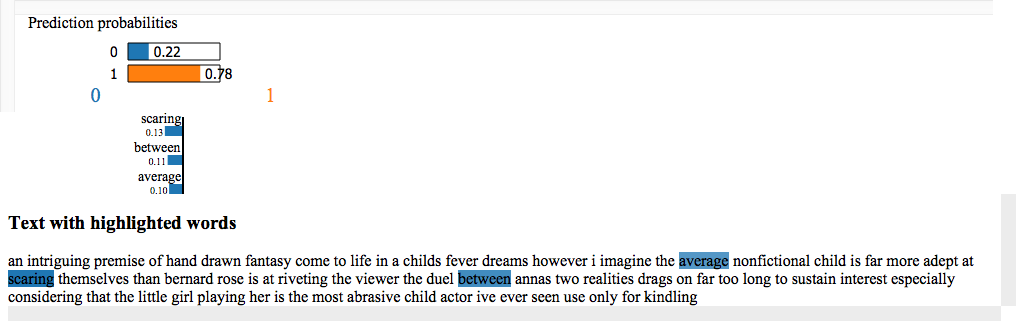 Prediction probabilities
0 0.22
1 0.78
0 1
scaring
0.13
between
0.11
average
0.10
Text with highlighted words
an intriguing premise of hand drawn fantasy come to life in a childs fever dreams however i imagine the average nonfictional child is far more adept at
scaring themselves than bernard rose is at riveting the viewer the duel between annas two realities drags on far too long to sustain interest especially
considering that the little girl playing her is the most abrasive child actor ive ever seen use only for kindling